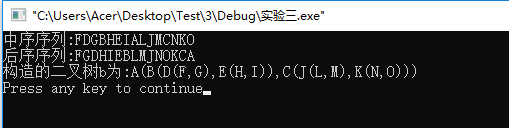 "C:\Users\Acer\Desktop\Test\3\Debug\实验三.exe"
中序序列:FDGBHEIALJMCNKO
后序序列:FGDHIEBLMJNOKCA
构造的二叉树b为:A(B(D(F,G),E(H,I)),C(J(L,M),K(N,O)))
Press any key to continue